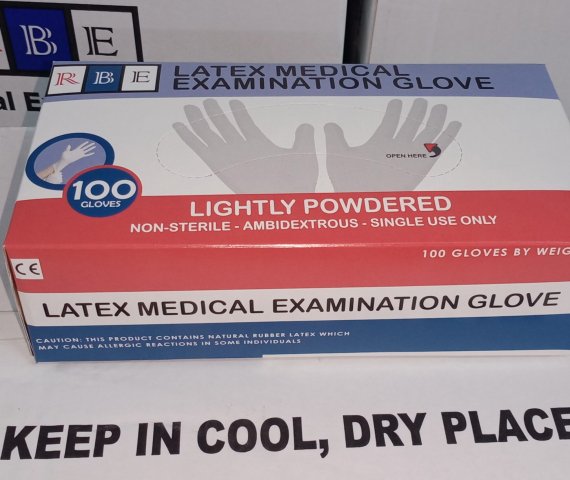 BE
al E
RBE
LATEX MEDICAL
EXAMINATION GLOVE
OPEN HERE
100
GLOVES
LIGHTLY POWDERED
NON-STERILE - AMBIDEXTROUS - SINGLE USE ONLY
100 GLOVES BY WEIG
CE
LATEX MEDICAL EXAMINATION GLOVE
CAUTION: THIS PRODUCT CONTAINS NATURAL RUBBER LATEX WHICH
MAY CAUSE ALLERGIC REACTIONS IN SOME INDIVIDUALS
KEEP IN COOL, DRY PLACE